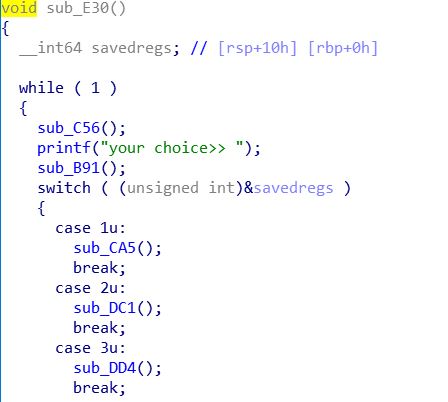 void sub_E30()
{
  __int64 savedregs; // [rsp+10h] [rbp+0h]
  while ( 1 )
  {
    sub_C56();
    printf("your choice>> ");
    sub_B91();
    switch ( (unsigned int)&savedregs )
    {
      case 1u:
        sub_CA5();
        break;
      case 2u:
        sub_DC1();
        break;
      case 3u:
        sub_DD4();
        break;